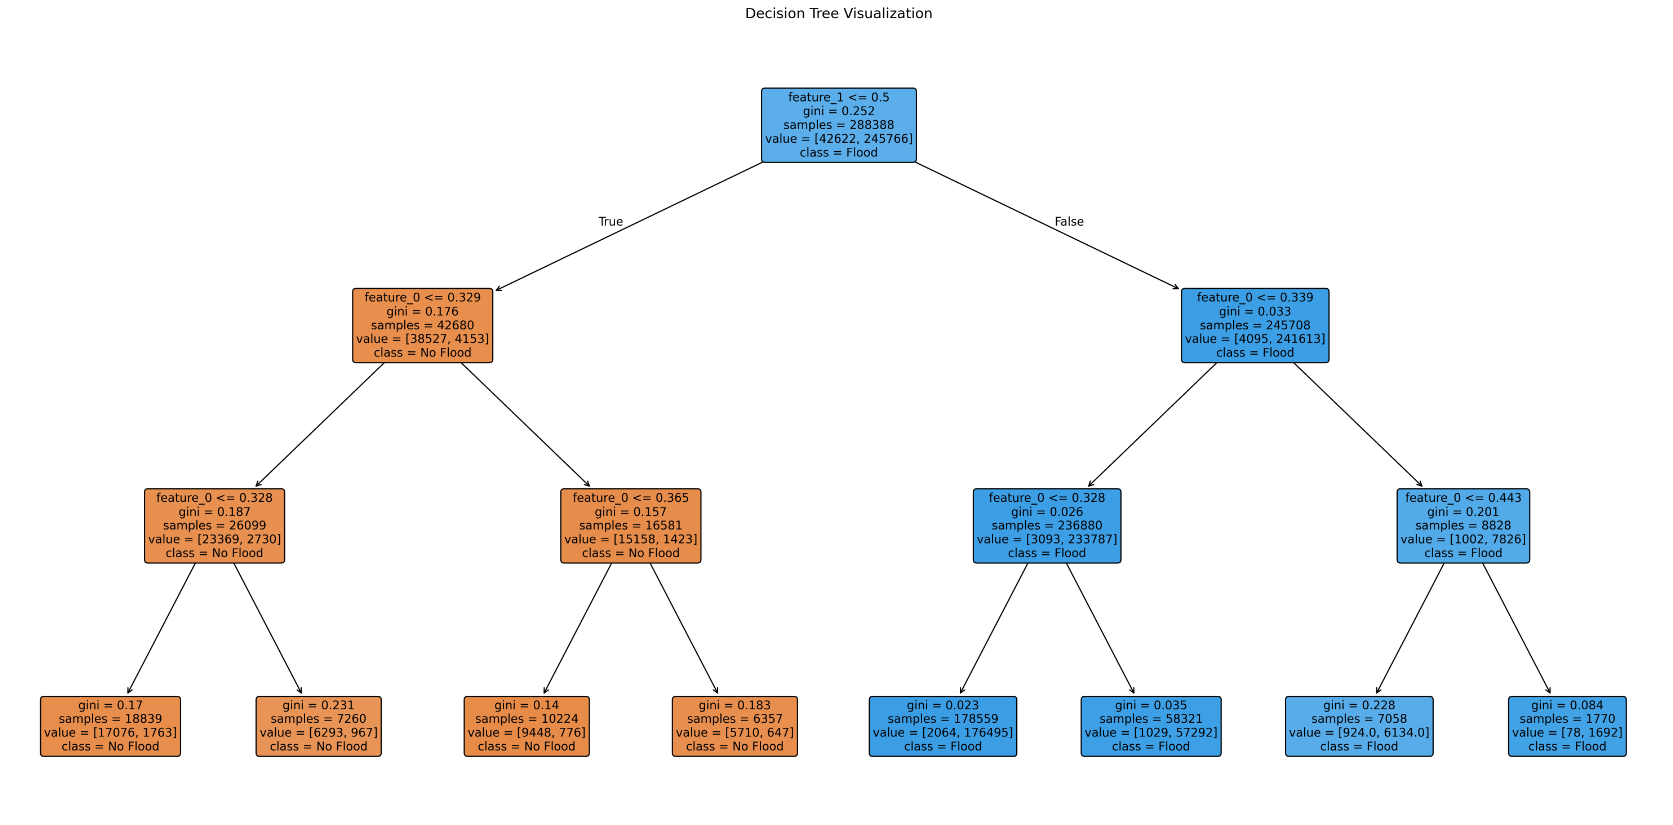 Decision Tree Visualization
feature_1 <= 0.5
gini = 0.252
samples = 288388
value = [42622, 245766]
class = Flood
True
False
feature_0 <= 0.329
gini = 0.176
samples = 42680
value = [38527, 4153]
class = No Flood
feature_0 <= 0.339
gini = 0.033
samples = 245708
value = [4095, 241613]
class = Flood
feature_0 <= 0.328
gini = 0.187
samples = 26099
value = [23369, 2730]
class = No Flood
feature_0 <= 0.365
gini = 0.157
samples = 16581
value = [15158, 1423]
class = No Flood
feature_0 <= 0.328
gini = 0.026
samples = 236880
value = [3093, 233787]
class = Flood
feature_0 <= 0.443
gini = 0.201
samples = 8828
value = [1002, 7826]
class = Flood
gini = 0.17
samples = 18839
value = [17076, 1763]
class = No Flood
gini = 0.231
samples = 7260
value = [6293, 967]
class = No Flood
gini = 0.14
samples = 10224
value = [9448, 776]
class = No Flood
gini = 0.183
samples = 6357
value = [5710, 647]
class = No Flood
gini = 0.023
samples = 178559
value = [2064, 176495]
class = Flood
gini = 0.035
samples = 58321
value = [1029, 57292]
class = Flood
gini = 0.228
samples = 7058
value = [924.0, 6134.0]
class = Flood
gini = 0.084
samples = 1770
value = [78, 1692]
class = Flood